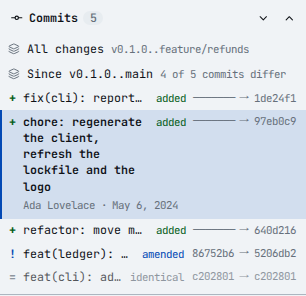 Commits 5
All changes v0.1.0..feature/refunds
Since v0.1.0..main 4 of 5 commits differ
+ fix(cli): report… added → 1de24f1
+ chore: regenerate added → 97eb0c9
the client,
refresh the
lockfile and the
logo
Ada Lovelace · May 6, 2024
+ refactor: move m… added → 640d216
! feat(ledger): … amended 86752b6 → 5206db2
= feat(cli): ad… identical c202801 → c202801